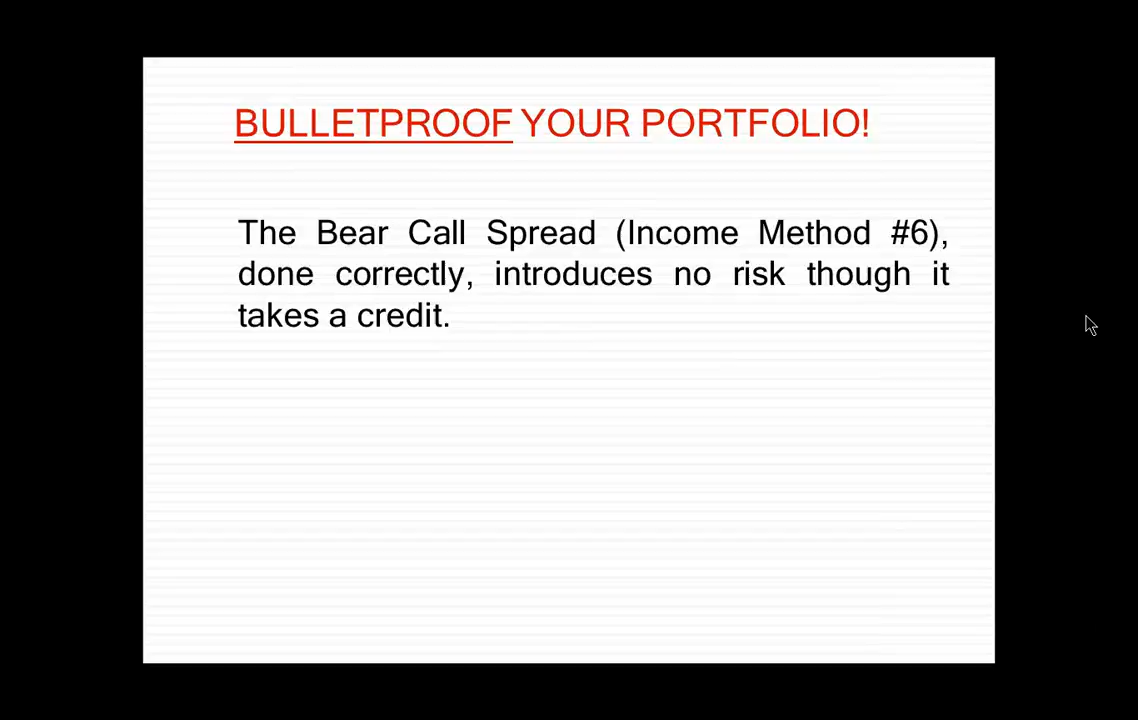 BULLETPROOF YOUR PORTFOLIO!
The Bear Call Spread (Income Method #6),
done correctly, introduces no risk though it
takes a credit.